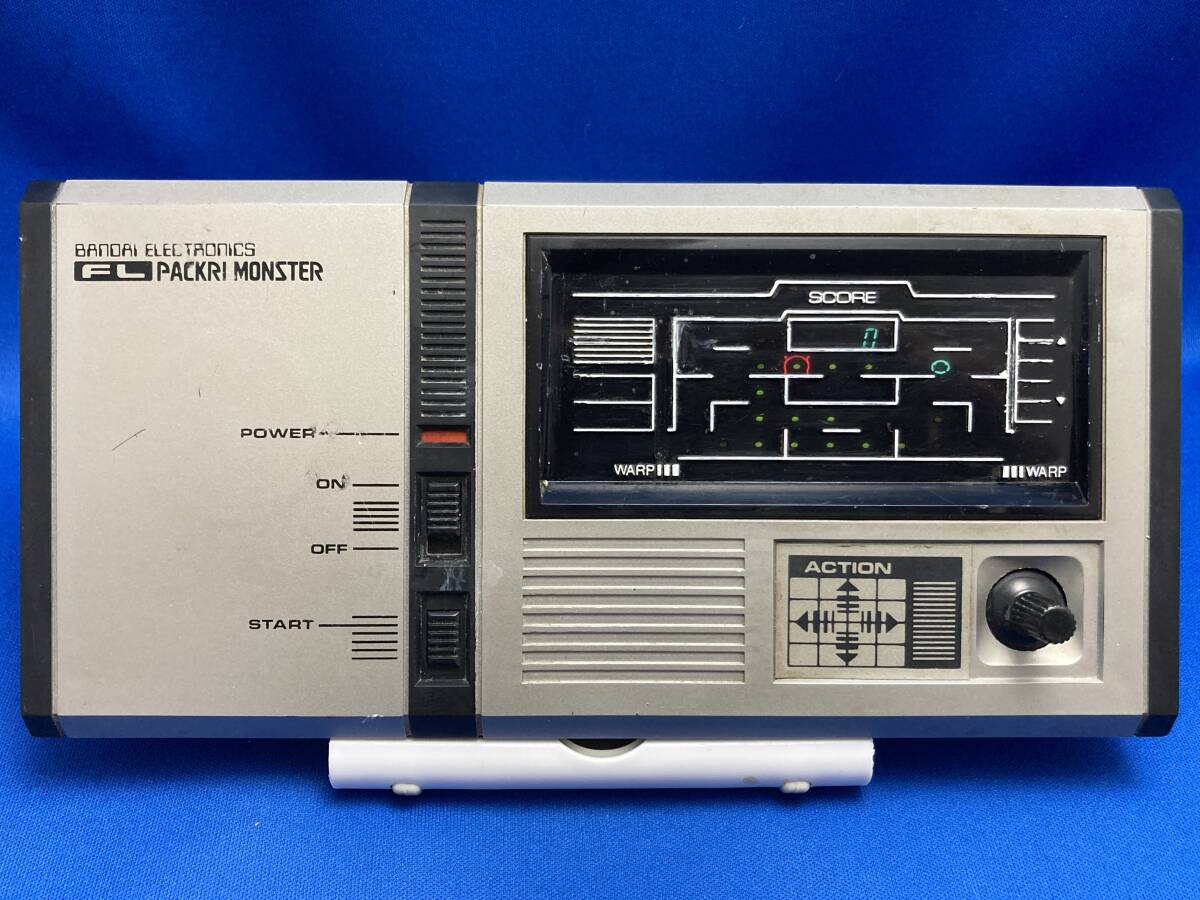 BANDAI ELECTRONICS
FL PACKRI MONSTER
POWER
ON
OFF
START
SCORE
0
WARP
WARP
ACTION